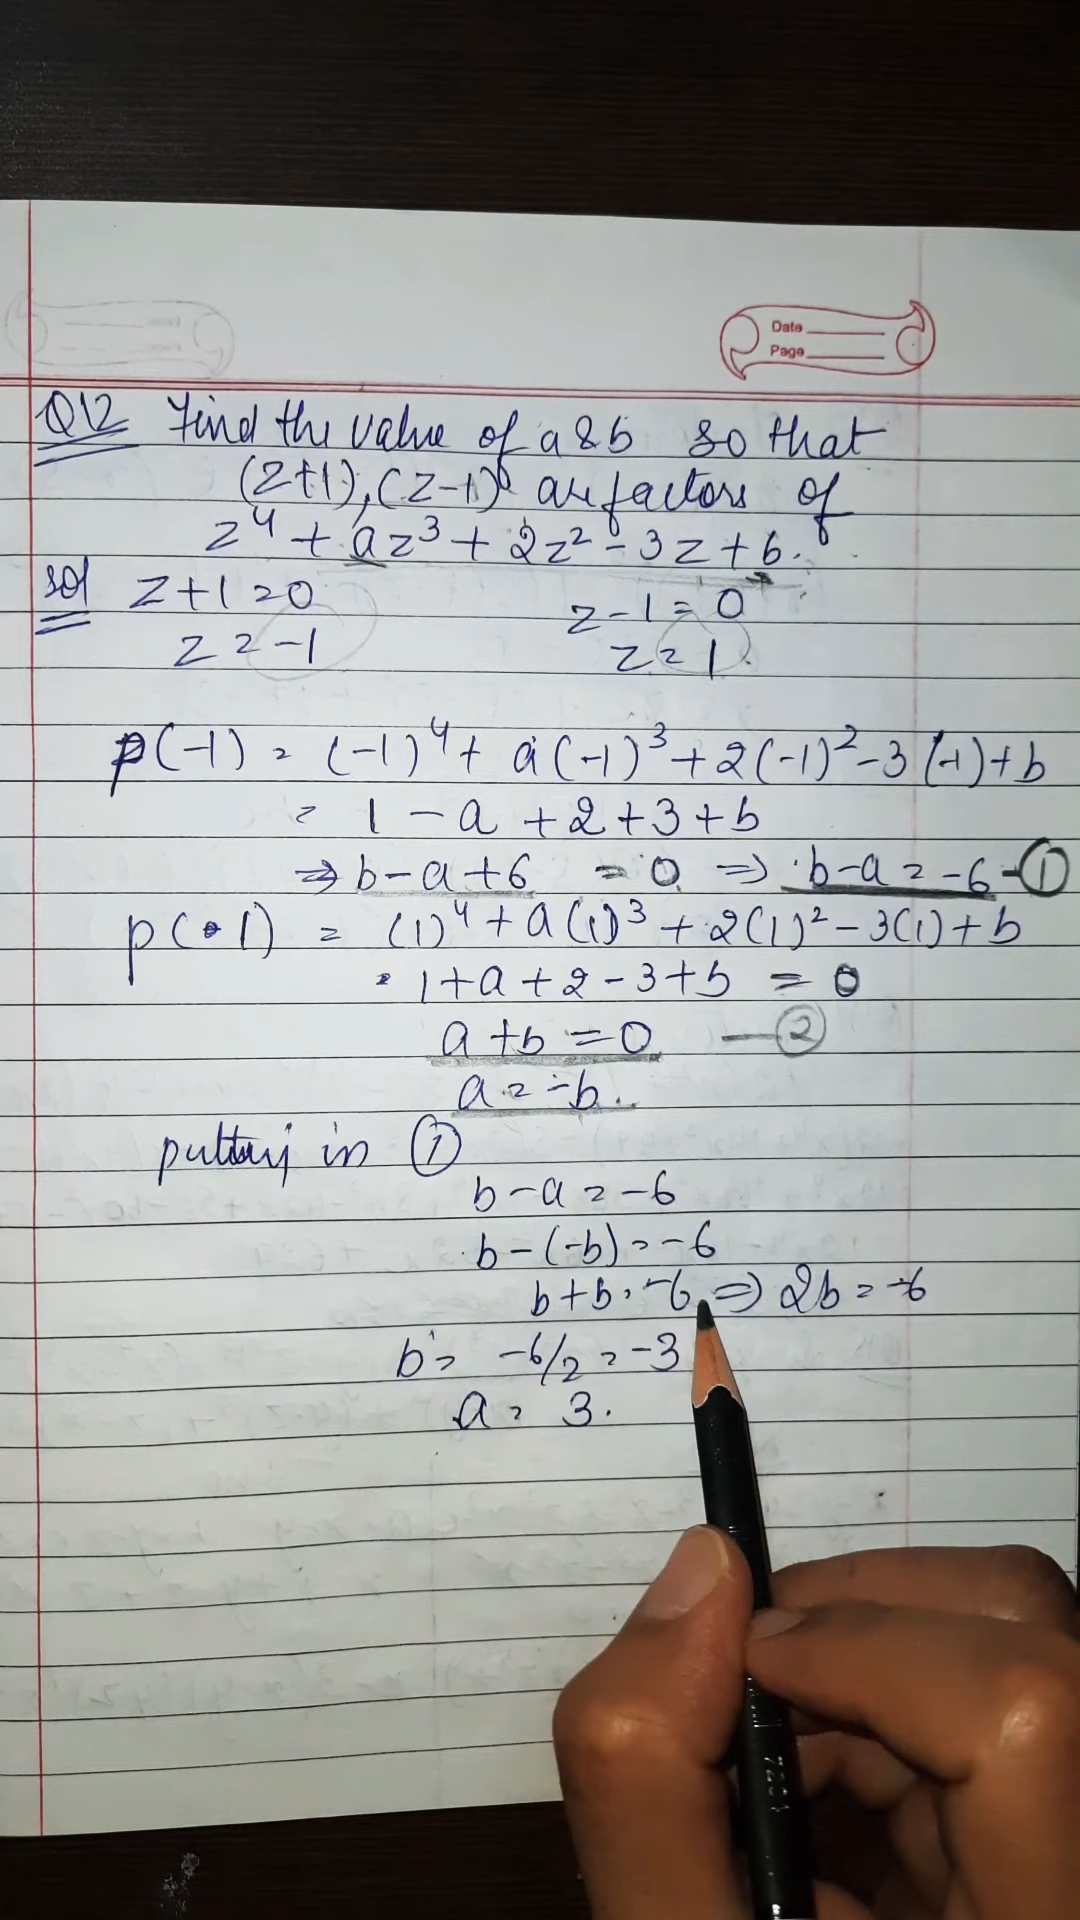 Date
Page
Q12 Find the value of a & b so that
(z+1), (z-1) are factors of
z⁴ + az³ + 2z² - 3z + b.
Sol z+1=0 z-1=0
z = -1 z = 1.
p(-1) = (-1)⁴ + a(-1)³ + 2(-1)² - 3(-1) + b
= 1 - a + 2 + 3 + b
⇒ b - a + 6 = 0 ⇒ b - a = -6 - ①
p(1) = (1)⁴ + a(1)³ + 2(1)² - 3(1) + b
= 1 + a + 2 - 3 + b = 0
a + b = 0 — ②
a = -b.
putting in ①
b - a = -6
b - (-b) = -6
b + b = -6 ⇒ 2b = -6
b = -6/2 = -3
a = 3.